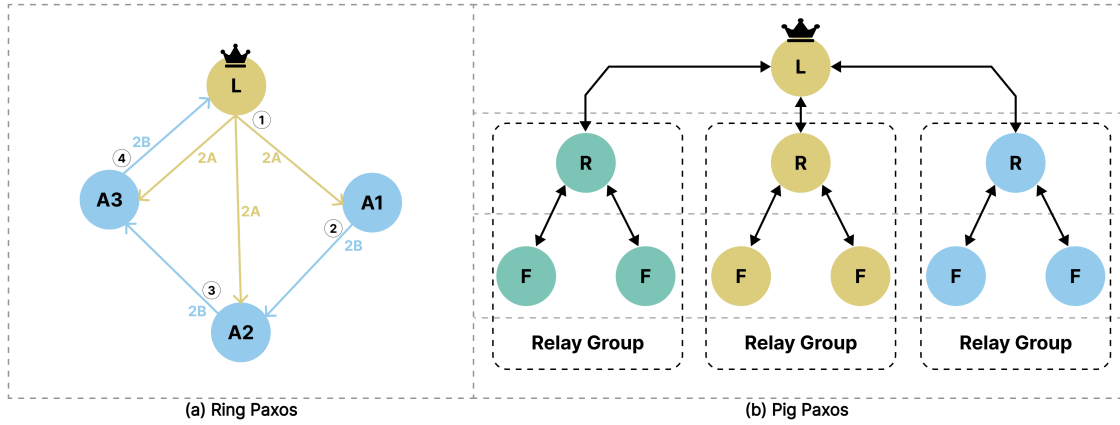 L
1
2B
4
2A
2A
A3
2A
A1
2
2B
3
2B
A2
(a) Ring Paxos
L
R
R
R
F
F
F
F
F
F
Relay Group
Relay Group
Relay Group
(b) Pig Paxos